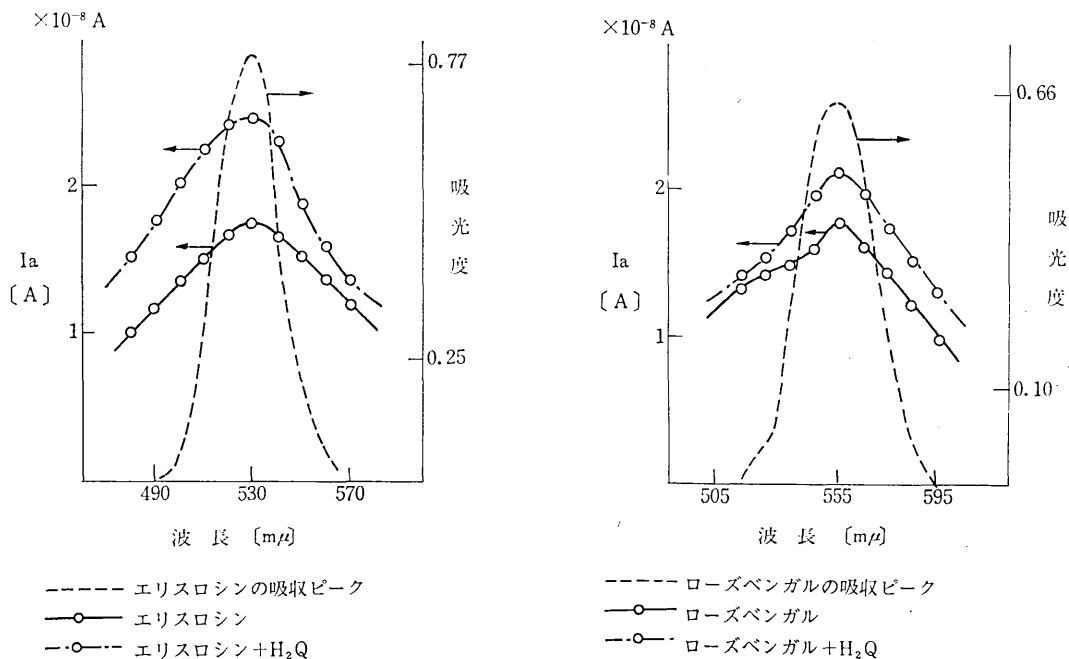 ×10⁻⁸ A
0.77
2
Ia
〔A〕
1
吸光度
0.25
490 530 570
波 長 〔mμ〕
エリスロシンの吸収ピーク
エリスロシン
エリスロシン+H₂Q
×10⁻⁸ A
0.66
2
Ia
〔A〕
1
吸光度
0.10
505 555 595
波 長 〔mμ〕
ローズベンガルの吸収ピーク
ローズベンガル
ローズベンガル+H₂Q